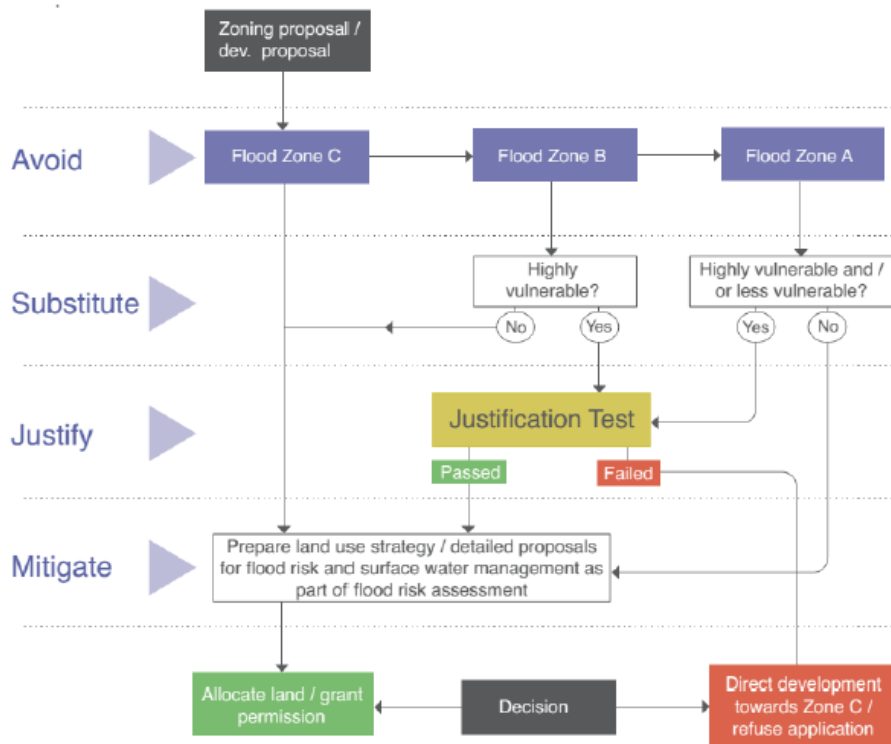 Zoning proposal /
dev. proposal
Avoid
Flood Zone C
Flood Zone B
Flood Zone A
Substitute
Highly
vulnerable?
No
Yes
Highly vulnerable and /
or less vulnerable?
Yes
No
Justify
Justification Test
Passed
Failed
Mitigate
Prepare land use strategy / detailed proposals
for flood risk and surface water management as
part of flood risk assessment
Allocate land / grant
permission
Decision
Direct development
towards Zone C /
refuse application